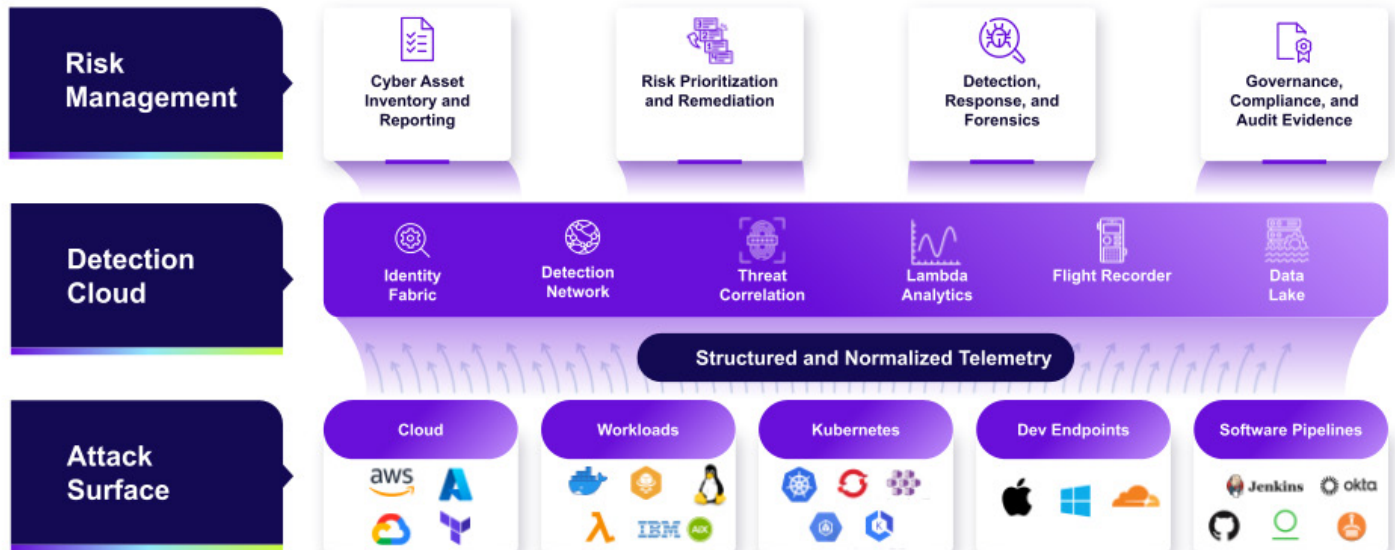 Risk
Management
Cyber Asset
Inventory and
Reporting
Risk Prioritization
and Remediation
Detection,
Response, and
Forensics
Governance,
Compliance, and
Audit Evidence
Detection
Cloud
Identity
Fabric
Detection
Network
Threat
Correlation
Lambda
Analytics
Flight Recorder
Data
Lake
Structured and Normalized Telemetry
Attack
Surface
Cloud
Workloads
Kubernetes
Dev Endpoints
Software Pipelines
aws
IBM
AIX
Jenkins
okta